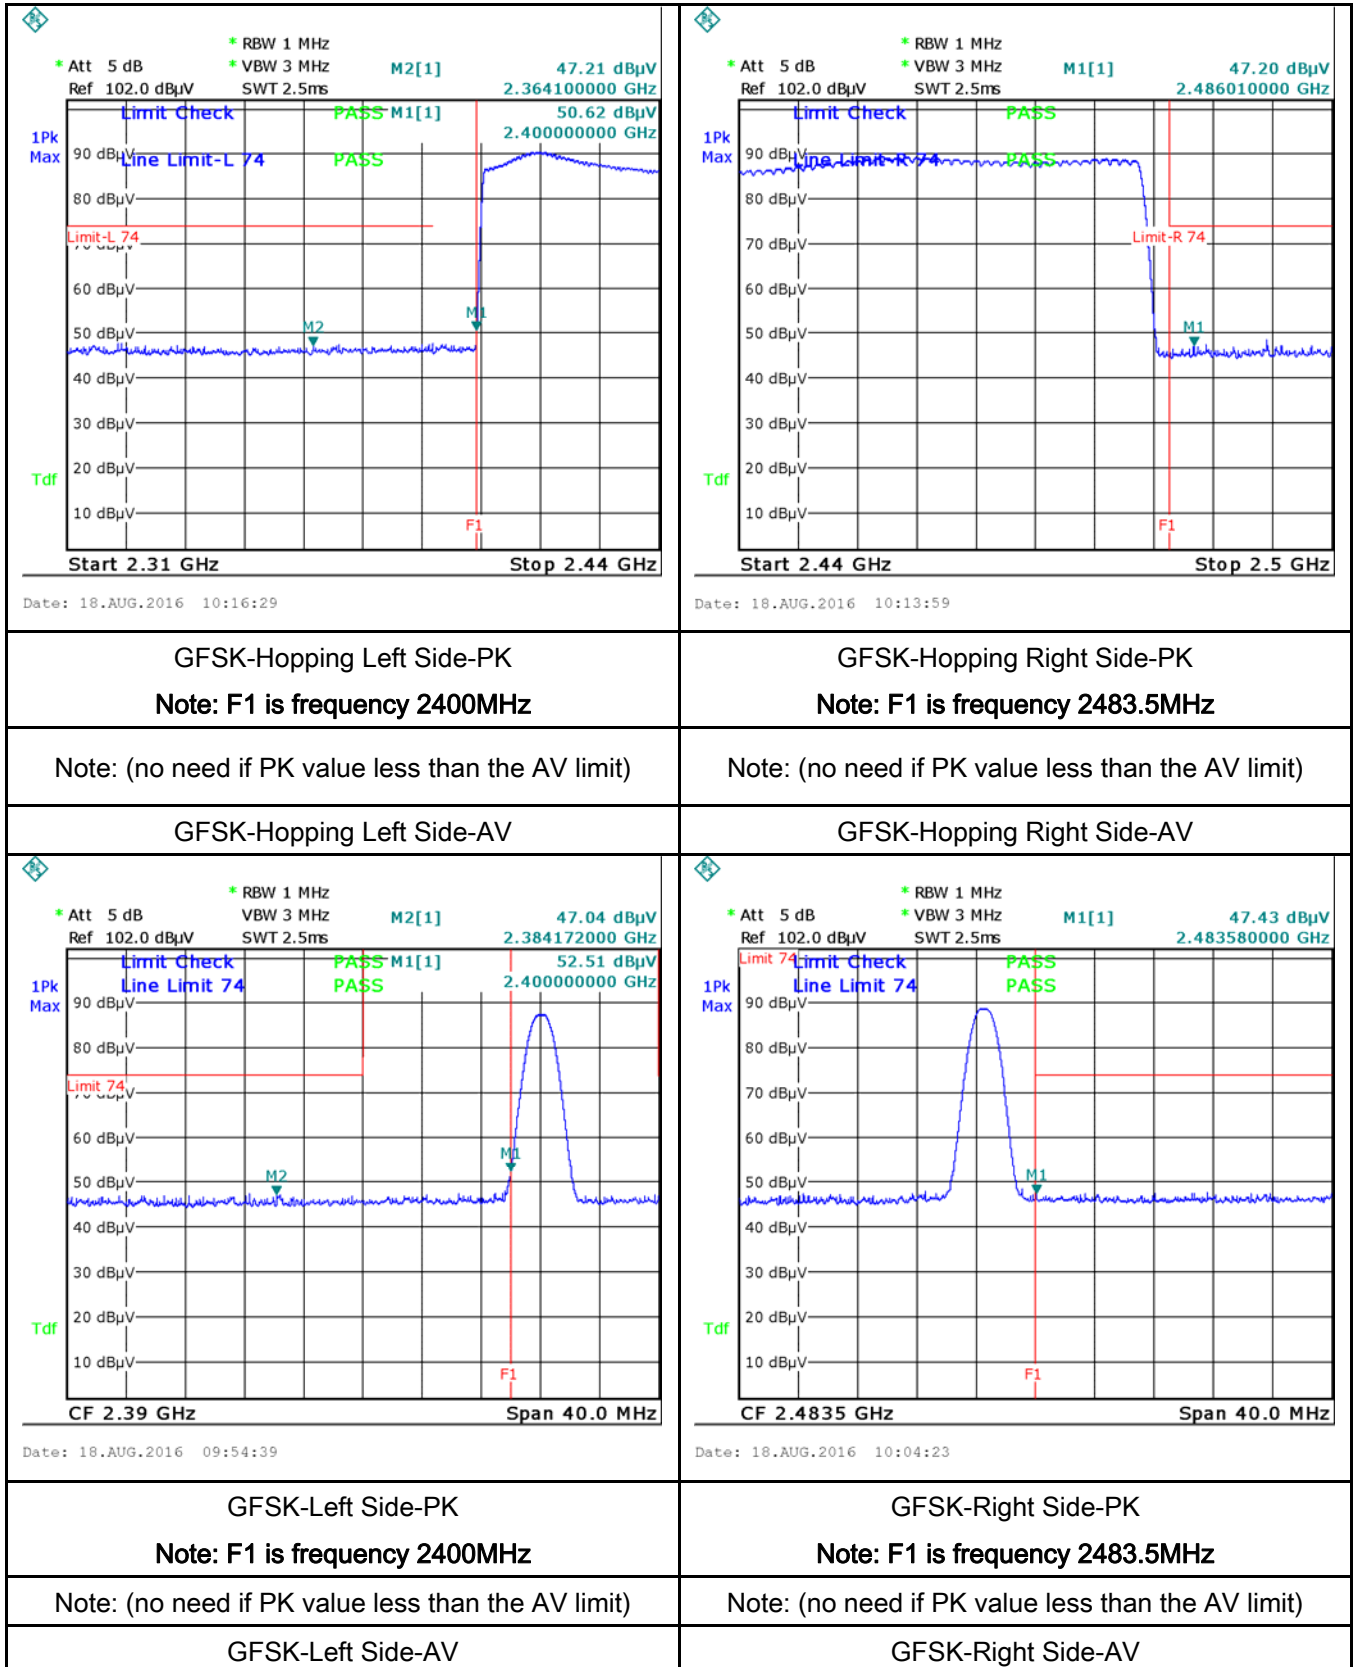 * RBW 1 MHz
* Att 5 dB * VBW 3 MHz M2[1] 47.21 dBµV
Ref 102.0 dBµV SWT 2.5ms 2.364100000 GHz
Limit Check PASS M1[1] 50.62 dBµV
2.400000000 GHz
1Pk
Max
90 dBµV Line Limit-L 74 PASS
80 dBµV
Limit-L 74
70 dBµV
60 dBµV
M1
50 dBµV M2
40 dBµV
30 dBµV
20 dBµV
Tdf
10 dBµV
F1
Start 2.31 GHz Stop 2.44 GHz
Date: 18.AUG.2016 10:16:29
* RBW 1 MHz
* Att 5 dB * VBW 3 MHz M1[1] 47.20 dBµV
Ref 102.0 dBµV SWT 2.5ms 2.486010000 GHz
Limit Check PASS
1Pk
Max
90 dBµV Line Limit-R 74 PASS
80 dBµV
Limit-R 74
70 dBµV
60 dBµV
50 dBµV M1
40 dBµV
30 dBµV
20 dBµV
Tdf
10 dBµV
F1
Start 2.44 GHz Stop 2.5 GHz
Date: 18.AUG.2016 10:13:59
GFSK-Hopping Left Side-PK
Note: F1 is frequency 2400MHz
GFSK-Hopping Right Side-PK
Note: F1 is frequency 2483.5MHz
Note: (no need if PK value less than the AV limit)
Note: (no need if PK value less than the AV limit)
GFSK-Hopping Left Side-AV
GFSK-Hopping Right Side-AV
* RBW 1 MHz
* Att 5 dB VBW 3 MHz M2[1] 47.04 dBµV
Ref 102.0 dBµV SWT 2.5ms 2.384172000 GHz
Limit Check PASS M1[1] 52.51 dBµV
1Pk Line Limit 74 PASS 2.400000000 GHz
Max
90 dBµV
80 dBµV
Limit 74
70 dBµV
60 dBµV
M1
50 dBµV M2
40 dBµV
30 dBµV
20 dBµV
Tdf
10 dBµV
F1
CF 2.39 GHz Span 40.0 MHz
Date: 18.AUG.2016 09:54:39
* RBW 1 MHz
* Att 5 dB * VBW 3 MHz M1[1] 47.43 dBµV
Ref 102.0 dBµV SWT 2.5ms 2.483580000 GHz
Limit 74 Limit Check PASS
1Pk Line Limit 74 PASS
Max
90 dBµV
80 dBµV
70 dBµV
60 dBµV
50 dBµV M1
40 dBµV
30 dBµV
20 dBµV
Tdf
10 dBµV
F1
CF 2.4835 GHz Span 40.0 MHz
Date: 18.AUG.2016 10:04:23
GFSK-Left Side-PK
Note: F1 is frequency 2400MHz
GFSK-Right Side-PK
Note: F1 is frequency 2483.5MHz
Note: (no need if PK value less than the AV limit)
Note: (no need if PK value less than the AV limit)
GFSK-Left Side-AV
GFSK-Right Side-AV